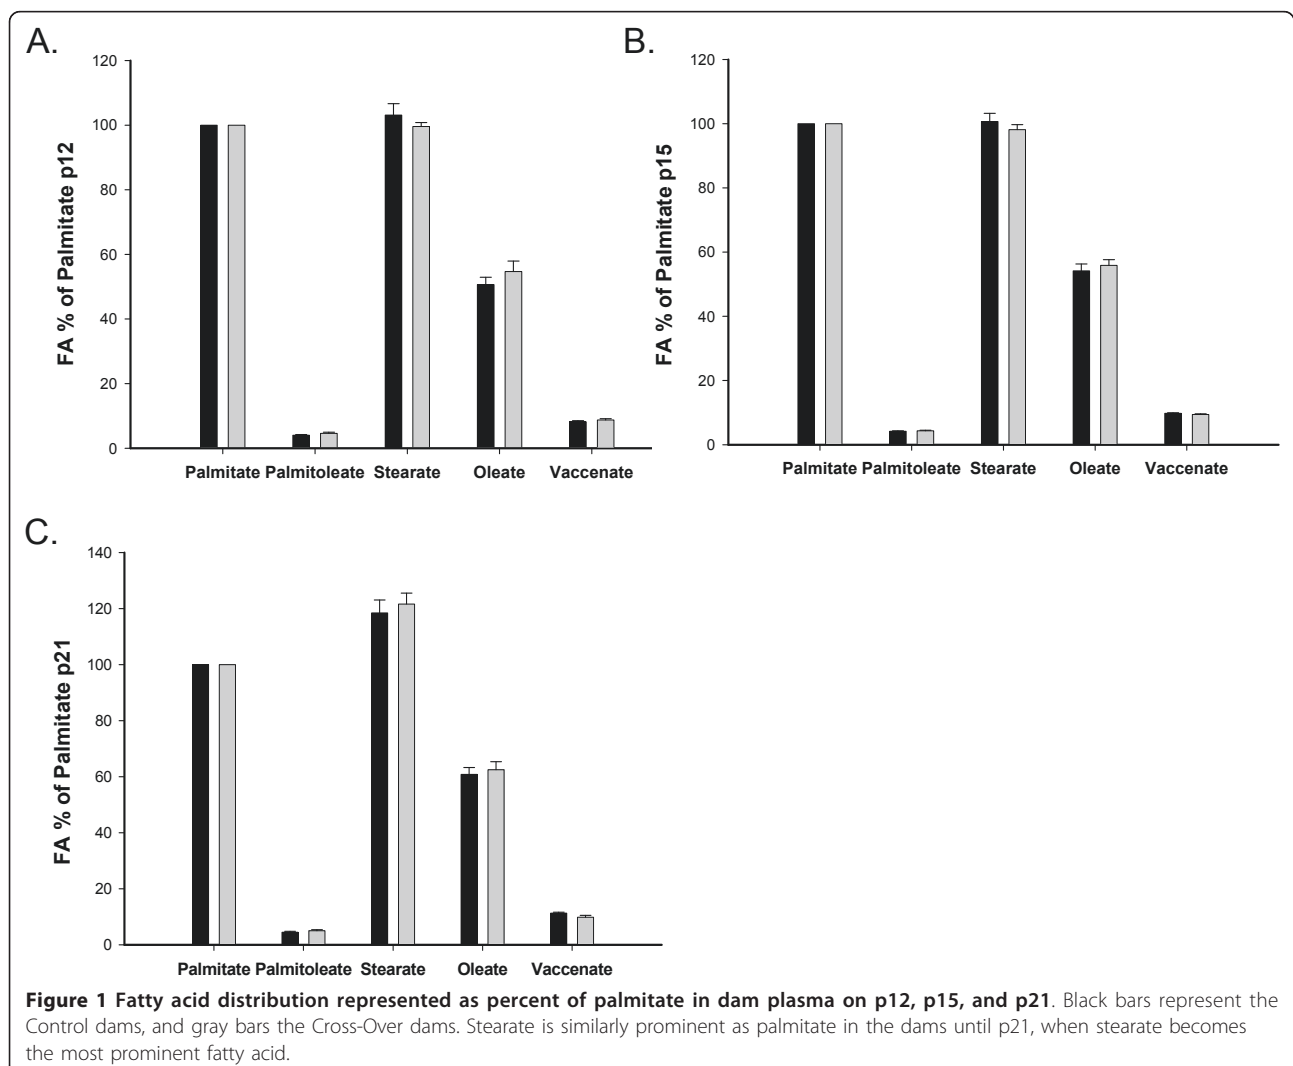 A.
120
100
80
60
40
20
0
FA % of Palmitate p12
Palmitate Palmitoleate Stearate Oleate Vaccenate
B.
120
100
80
60
40
20
0
FA % of Palmitate p15
Palmitate Palmitoleate Stearate Oleate Vaccenate
C.
140
120
100
80
60
40
20
0
FA % of Palmitate p21
Palmitate Palmitoleate Stearate Oleate Vaccenate
Figure 1 Fatty acid distribution represented as percent of palmitate in dam plasma on p12, p15, and p21. Black bars represent the
Control dams, and gray bars the Cross-Over dams. Stearate is similarly prominent as palmitate in the dams until p21, when stearate becomes
the most prominent fatty acid.